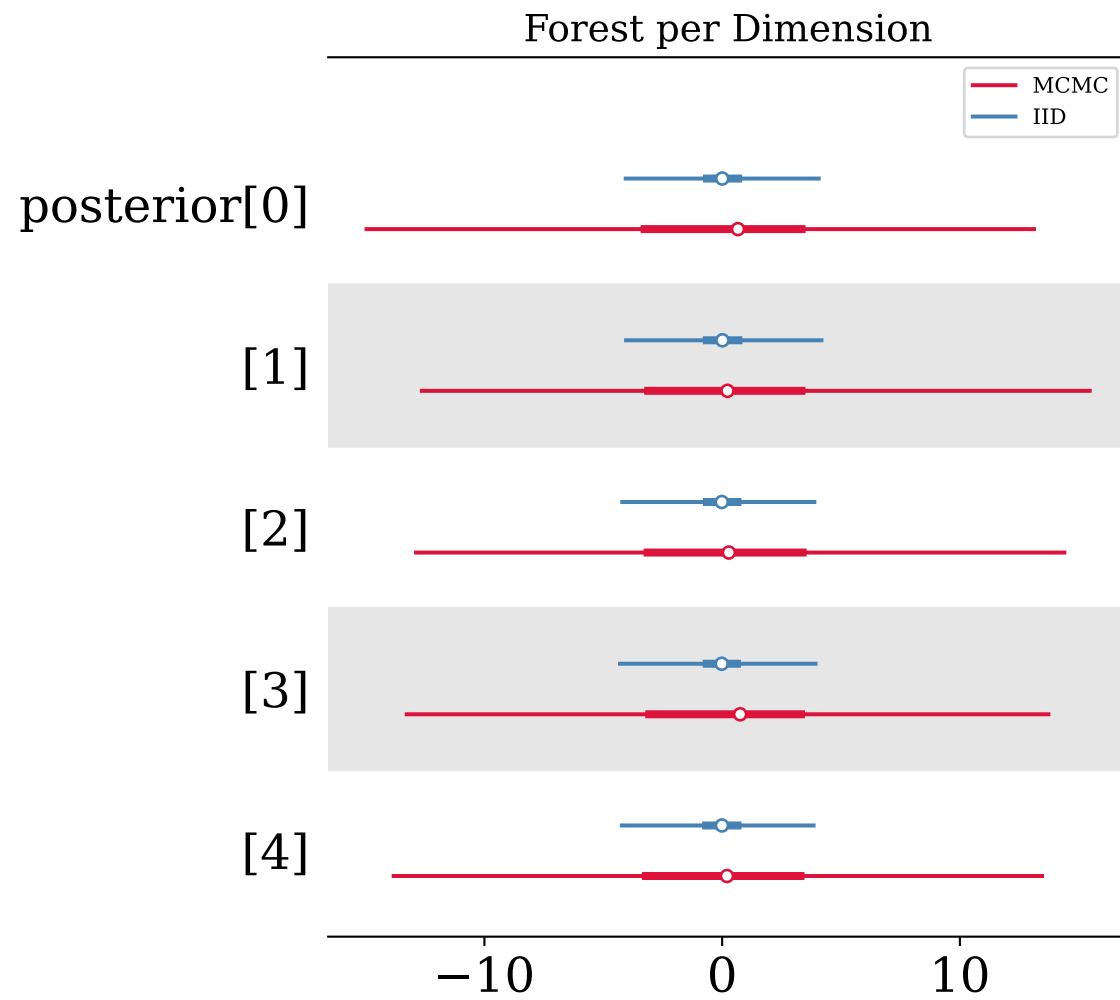 Forest per Dimension
MCMC
IID
posterior[0]
[1]
[2]
[3]
[4]
−10 0 10